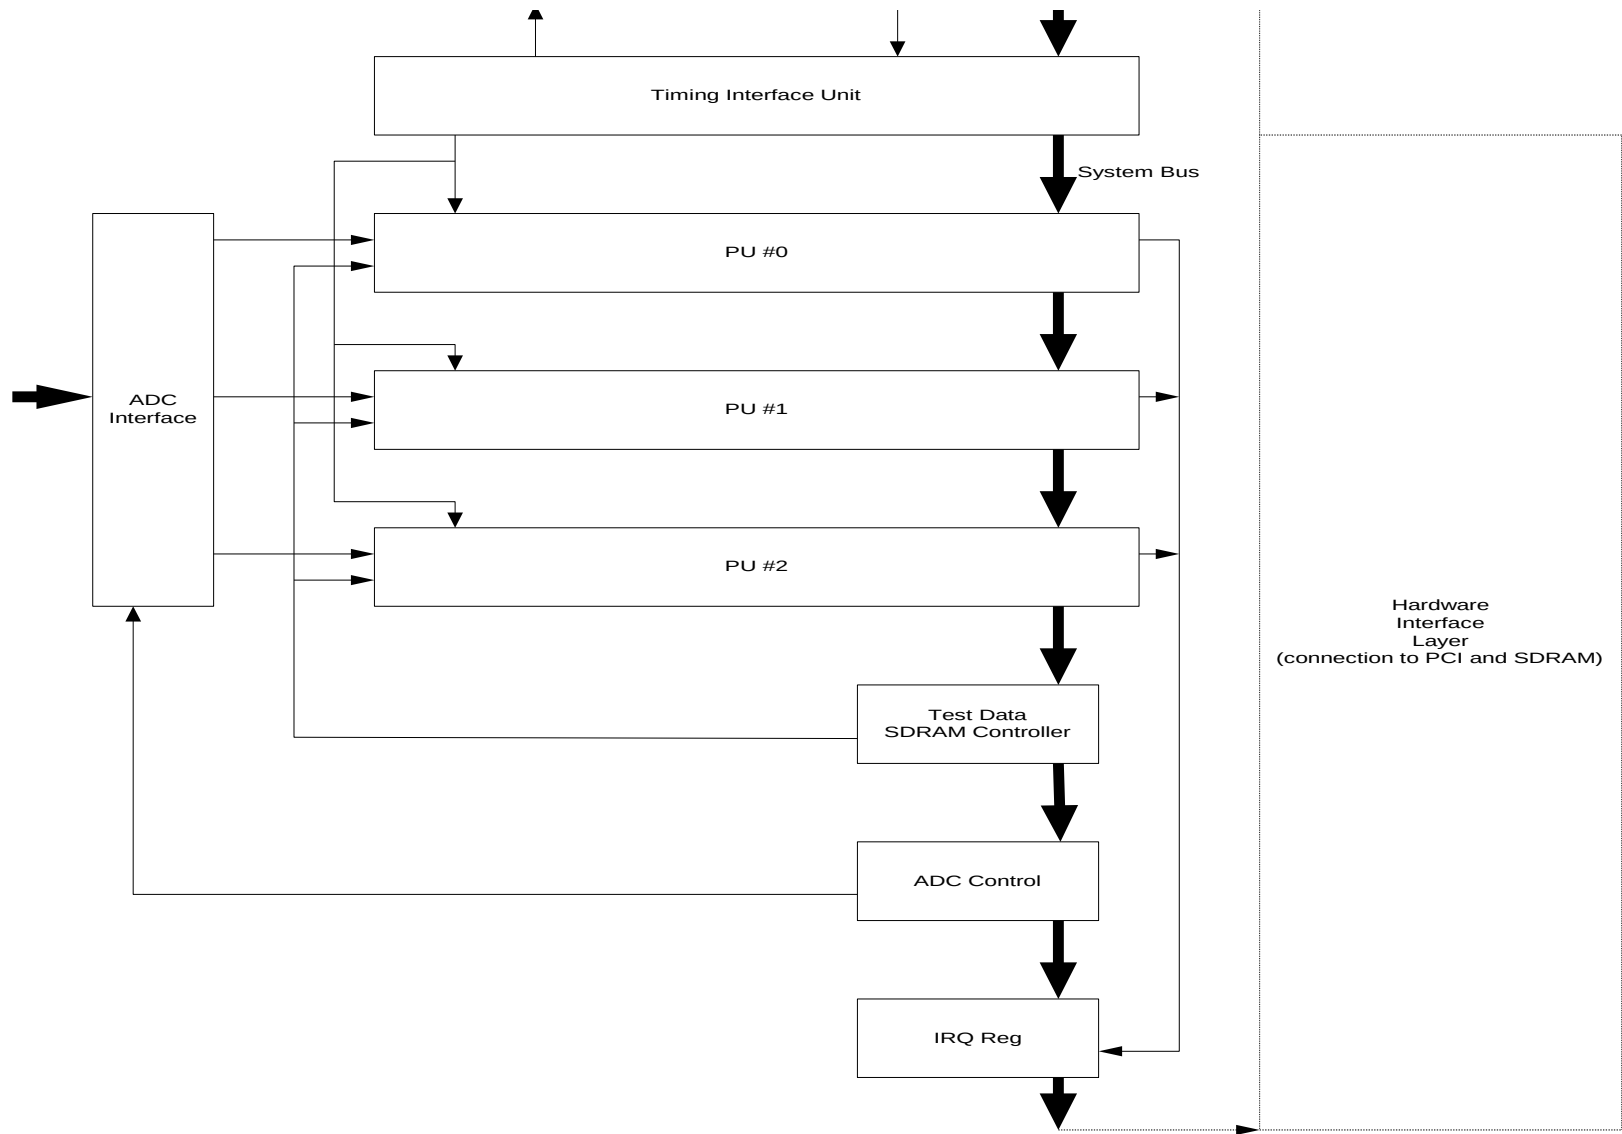 Timing Interface Unit
System Bus
PU #0
ADC
Interface
PU #1
PU #2
Hardware
Interface
Layer
(connection to PCI and SDRAM)
Test Data
SDRAM Controller
ADC Control
IRQ Reg